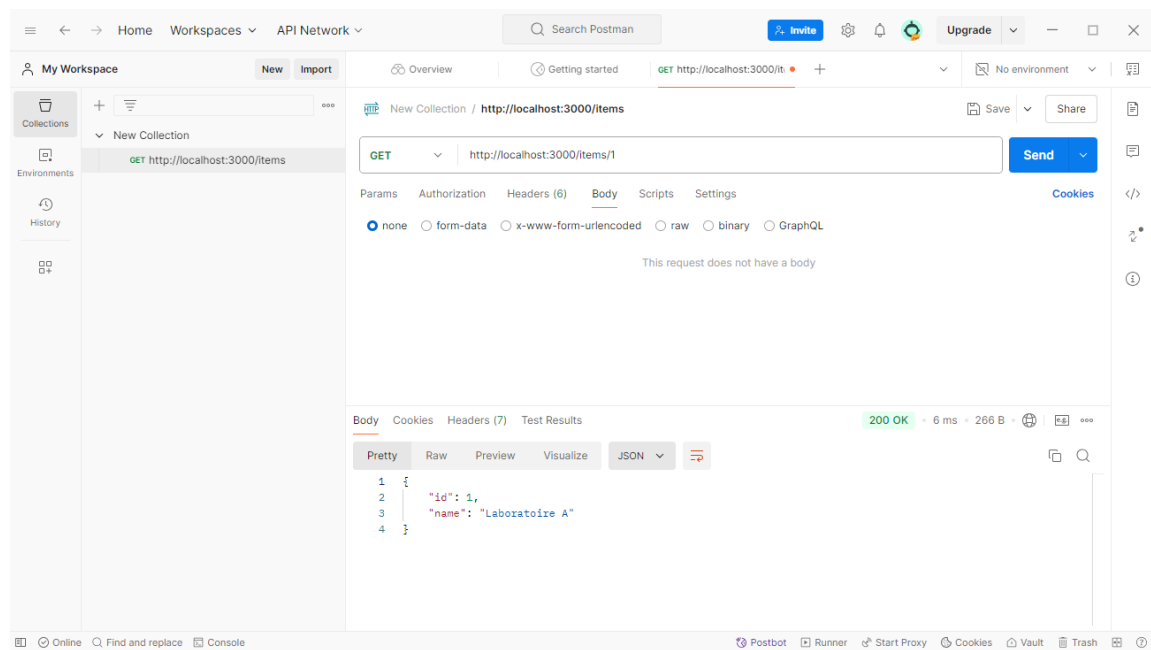 Home Workspaces API Network Search Postman Invite Upgrade
My Workspace New Import Overview Getting started GET http://localhost:3000/it No environment
Collections
New Collection / http://localhost:3000/items Save Share
New Collection
GET http://localhost:3000/items
GET http://localhost:3000/items/1 Send
Environments
History
Params Authorization Headers (6) Body Scripts Settings Cookies
none form-data x-www-form-urlencoded raw binary GraphQL
This request does not have a body
Body Cookies Headers (7) Test Results 200 OK 6 ms 266 B e.g.
Pretty Raw Preview Visualize JSON
1 {
2 "id": 1,
3 "name": "Laboratoire A"
4 }
Online Find and replace Console Postbot Runner Start Proxy Cookies Vault Trash